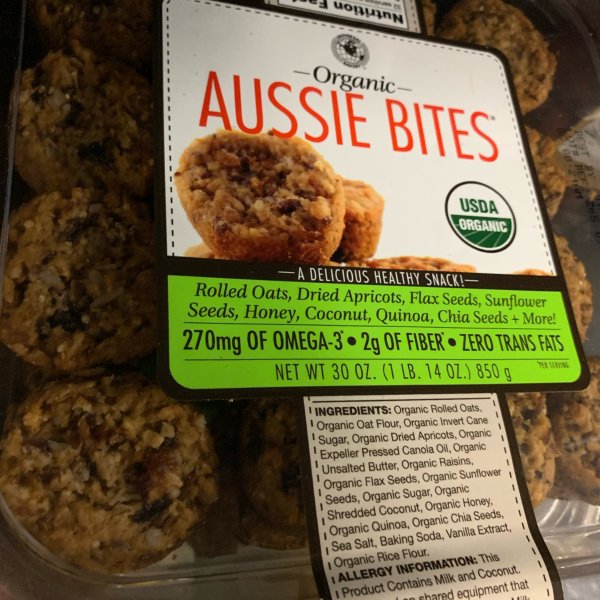 Nutrition Fact
Organic
AUSSIE BITES™
USDA
ORGANIC
A DELICIOUS HEALTHY SNACK!
Rolled Oats, Dried Apricots, Flax Seeds, Sunflower
Seeds, Honey, Coconut, Quinoa, Chia Seeds + More!
270mg OF OMEGA-3* • 2g OF FIBER* • ZERO TRANS FATS
NET WT 30 OZ. (1 LB. 14 OZ.) 850 g
*PER SERVING
INGREDIENTS: Organic Rolled Oats,
Organic Oat Flour, Organic Invert Cane
Sugar, Organic Dried Apricots, Organic
Expeller Pressed Canola Oil, Organic
Unsalted Butter, Organic Raisins,
Organic Flax Seeds, Organic Sunflower
Seeds, Organic Sugar, Organic
Shredded Coconut, Organic Honey,
Organic Quinoa, Organic Chia Seeds,
Sea Salt, Baking Soda, Vanilla Extract,
Organic Rice Flour.
ALLERGY INFORMATION: This
Product Contains Milk and Coconut.
on shared equipment that
Milk